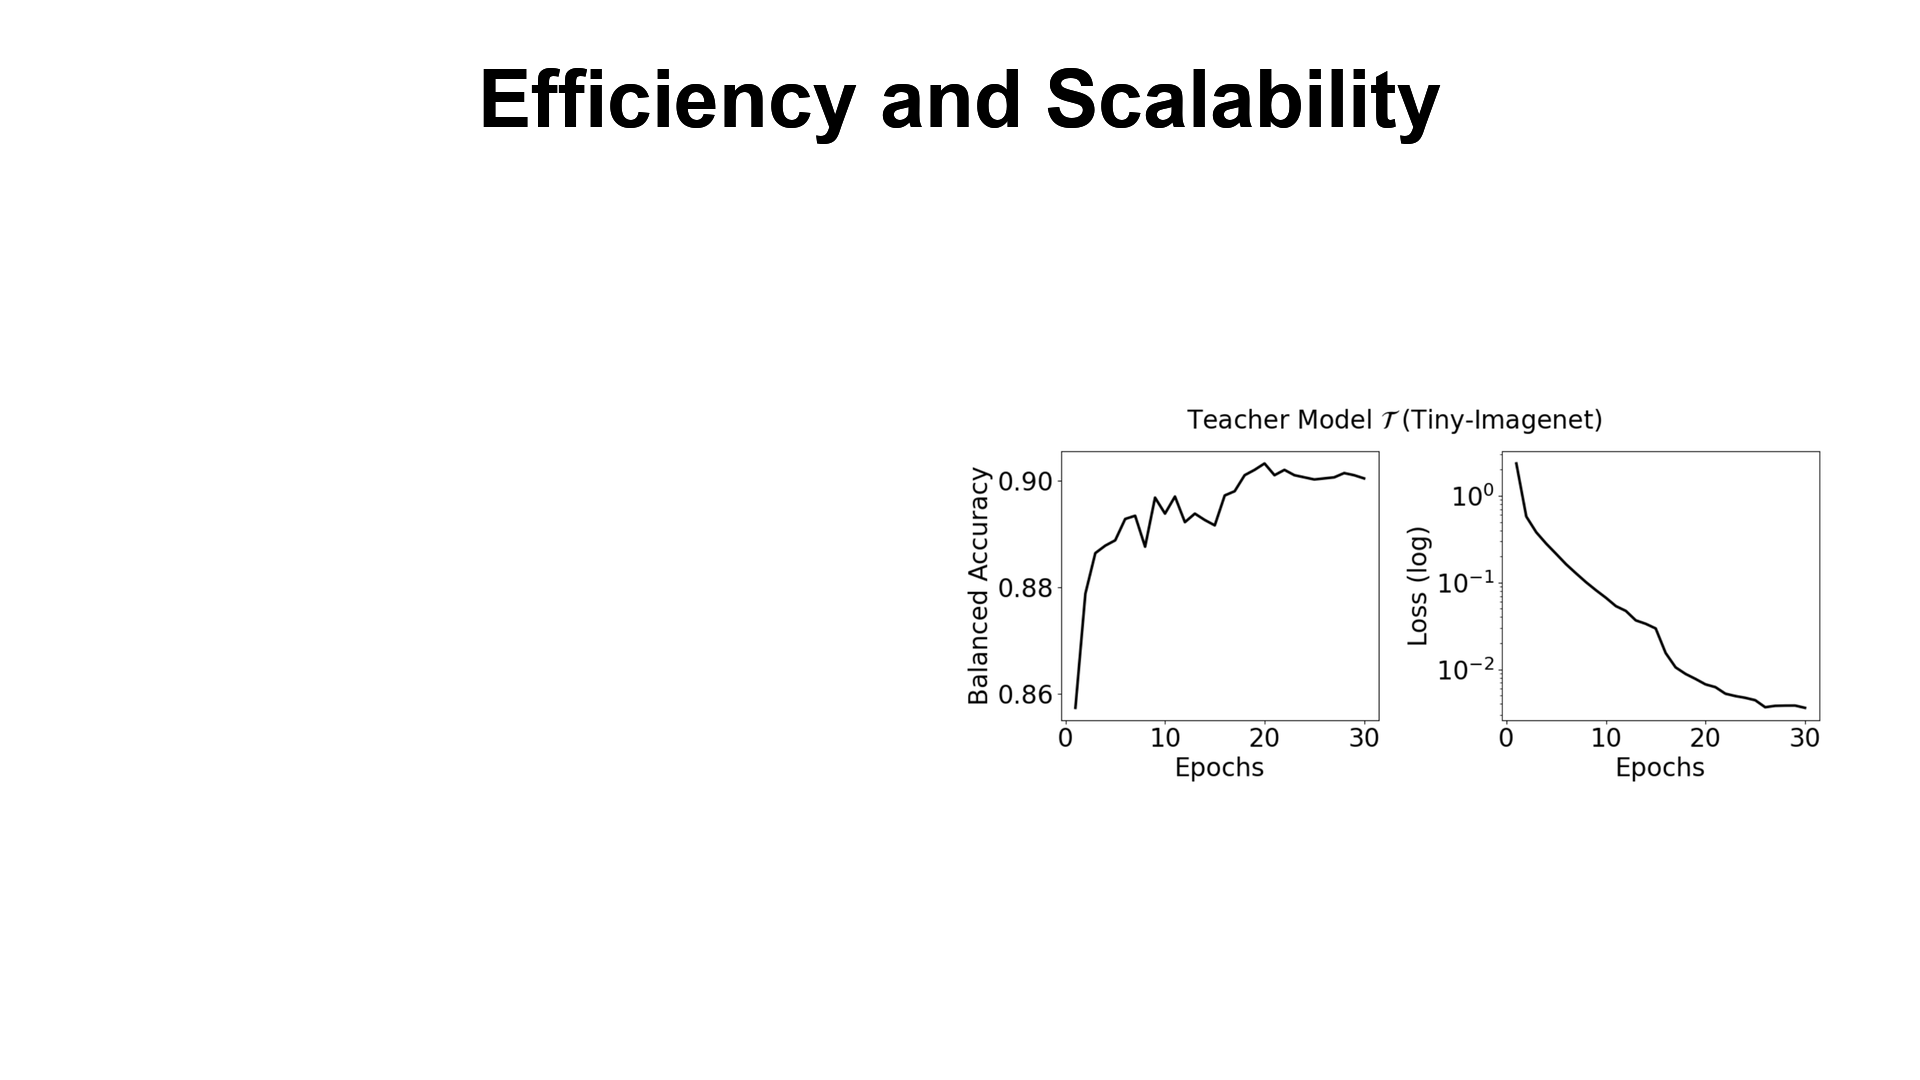 Efficiency and Scalability
Teacher Model 𝒯 (Tiny-Imagenet)
Balanced Accuracy
0.90
0.88
0.86
0 10 20 30
Epochs
Loss (log)
10⁰
10⁻¹
10⁻²
0 10 20 30
Epochs